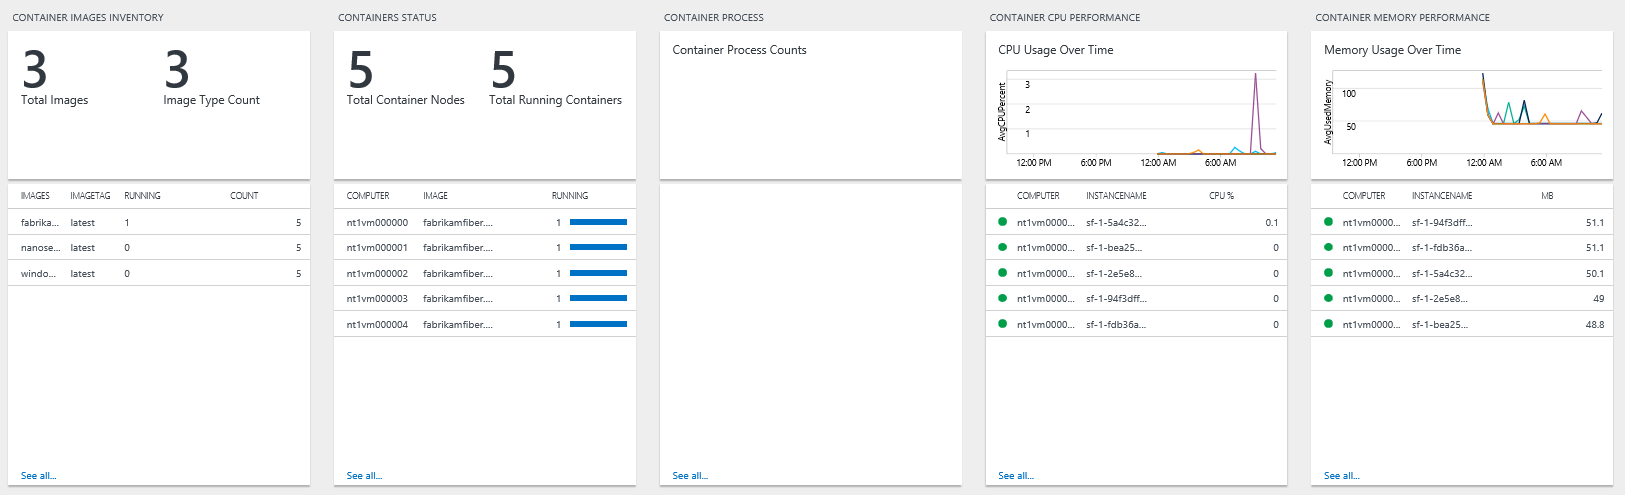 CONTAINER IMAGES INVENTORY
3 3
Total Images Image Type Count
IMAGES IMAGETAG RUNNING COUNT
fabrika... latest 1 5
nanose... latest 0 5
windo... latest 0 5
See all...
CONTAINERS STATUS
5 5
Total Container Nodes Total Running Containers
COMPUTER IMAGE RUNNING
nt1vm000000 fabrikamfiber.... 1
nt1vm000001 fabrikamfiber.... 1
nt1vm000002 fabrikamfiber.... 1
nt1vm000003 fabrikamfiber.... 1
nt1vm000004 fabrikamfiber.... 1
See all...
CONTAINER PROCESS
Container Process Counts
See all...
CONTAINER CPU PERFORMANCE
CPU Usage Over Time
AvgCPUPercent
3
2
1
12:00 PM 6:00 PM 12:00 AM 6:00 AM
COMPUTER INSTANCENAME CPU %
nt1vm0000... sf-1-5a4c32... 0.1
nt1vm0000... sf-1-bea25... 0
nt1vm0000... sf-1-2e5e8... 0
nt1vm0000... sf-1-94f3dff... 0
nt1vm0000... sf-1-fdb36a... 0
See all...
CONTAINER MEMORY PERFORMANCE
Memory Usage Over Time
AvgUsedMemory
100
50
12:00 PM 6:00 PM 12:00 AM 6:00 AM
COMPUTER INSTANCENAME MB
nt1vm0000... sf-1-94f3dff... 51.1
nt1vm0000... sf-1-fdb36a... 51.1
nt1vm0000... sf-1-5a4c32... 50.1
nt1vm0000... sf-1-2e5e8... 49
nt1vm0000... sf-1-bea25... 48.8
See all...